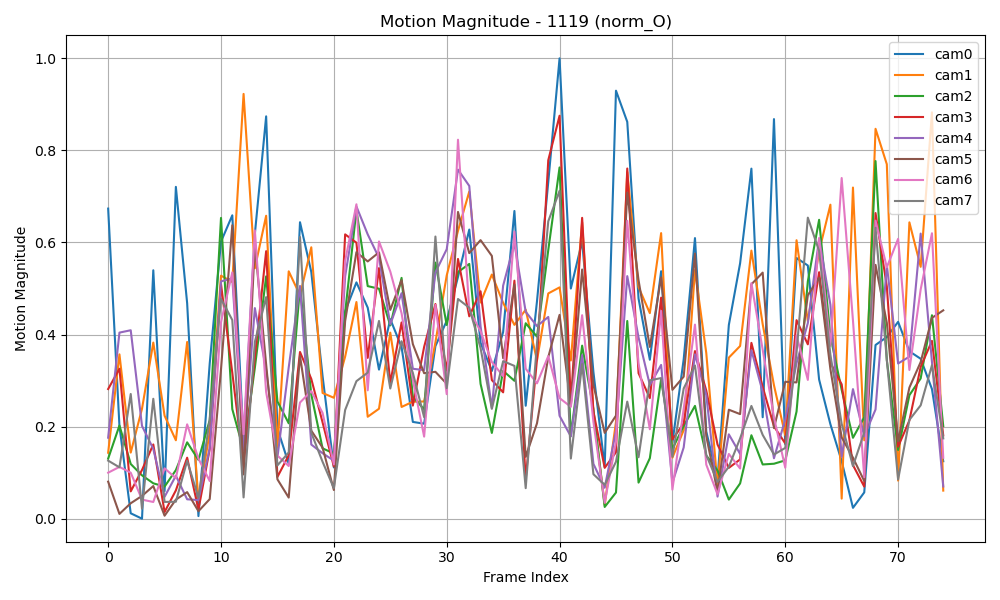 Motion Magnitude - 1119 (norm_O)
Motion Magnitude
1.0
0.8
0.6
0.4
0.2
0.0
0 10 20 30 40 50 60 70
Frame Index
cam0
cam1
cam2
cam3
cam4
cam5
cam6
cam7